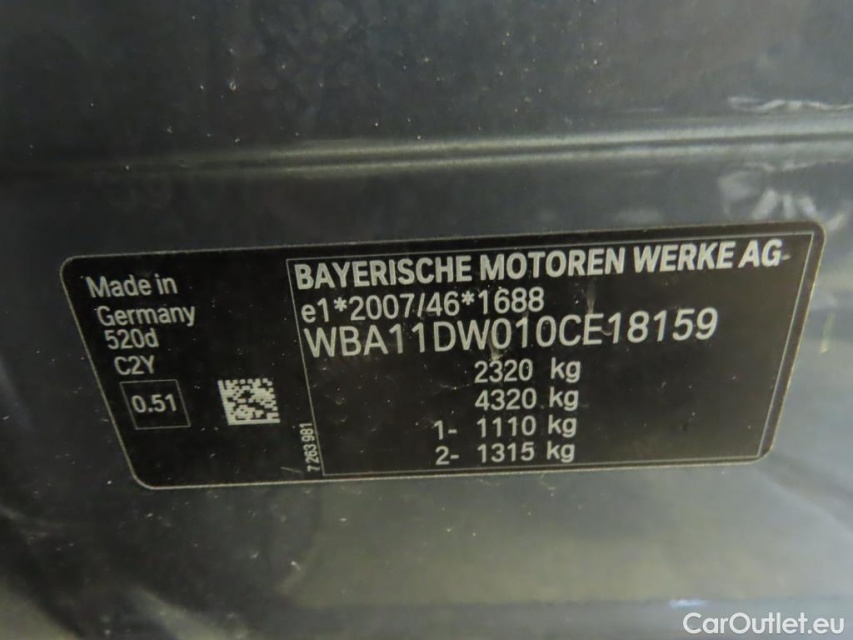 Made in
Germany
520d
C2Y
0.51
7 263 981
BAYERISCHE MOTOREN WERKE AG
e1*2007/46*1688
WBA11DW010CE18159
2320 kg
4320 kg
1- 1110 kg
2- 1315 kg
CarOutlet.eu